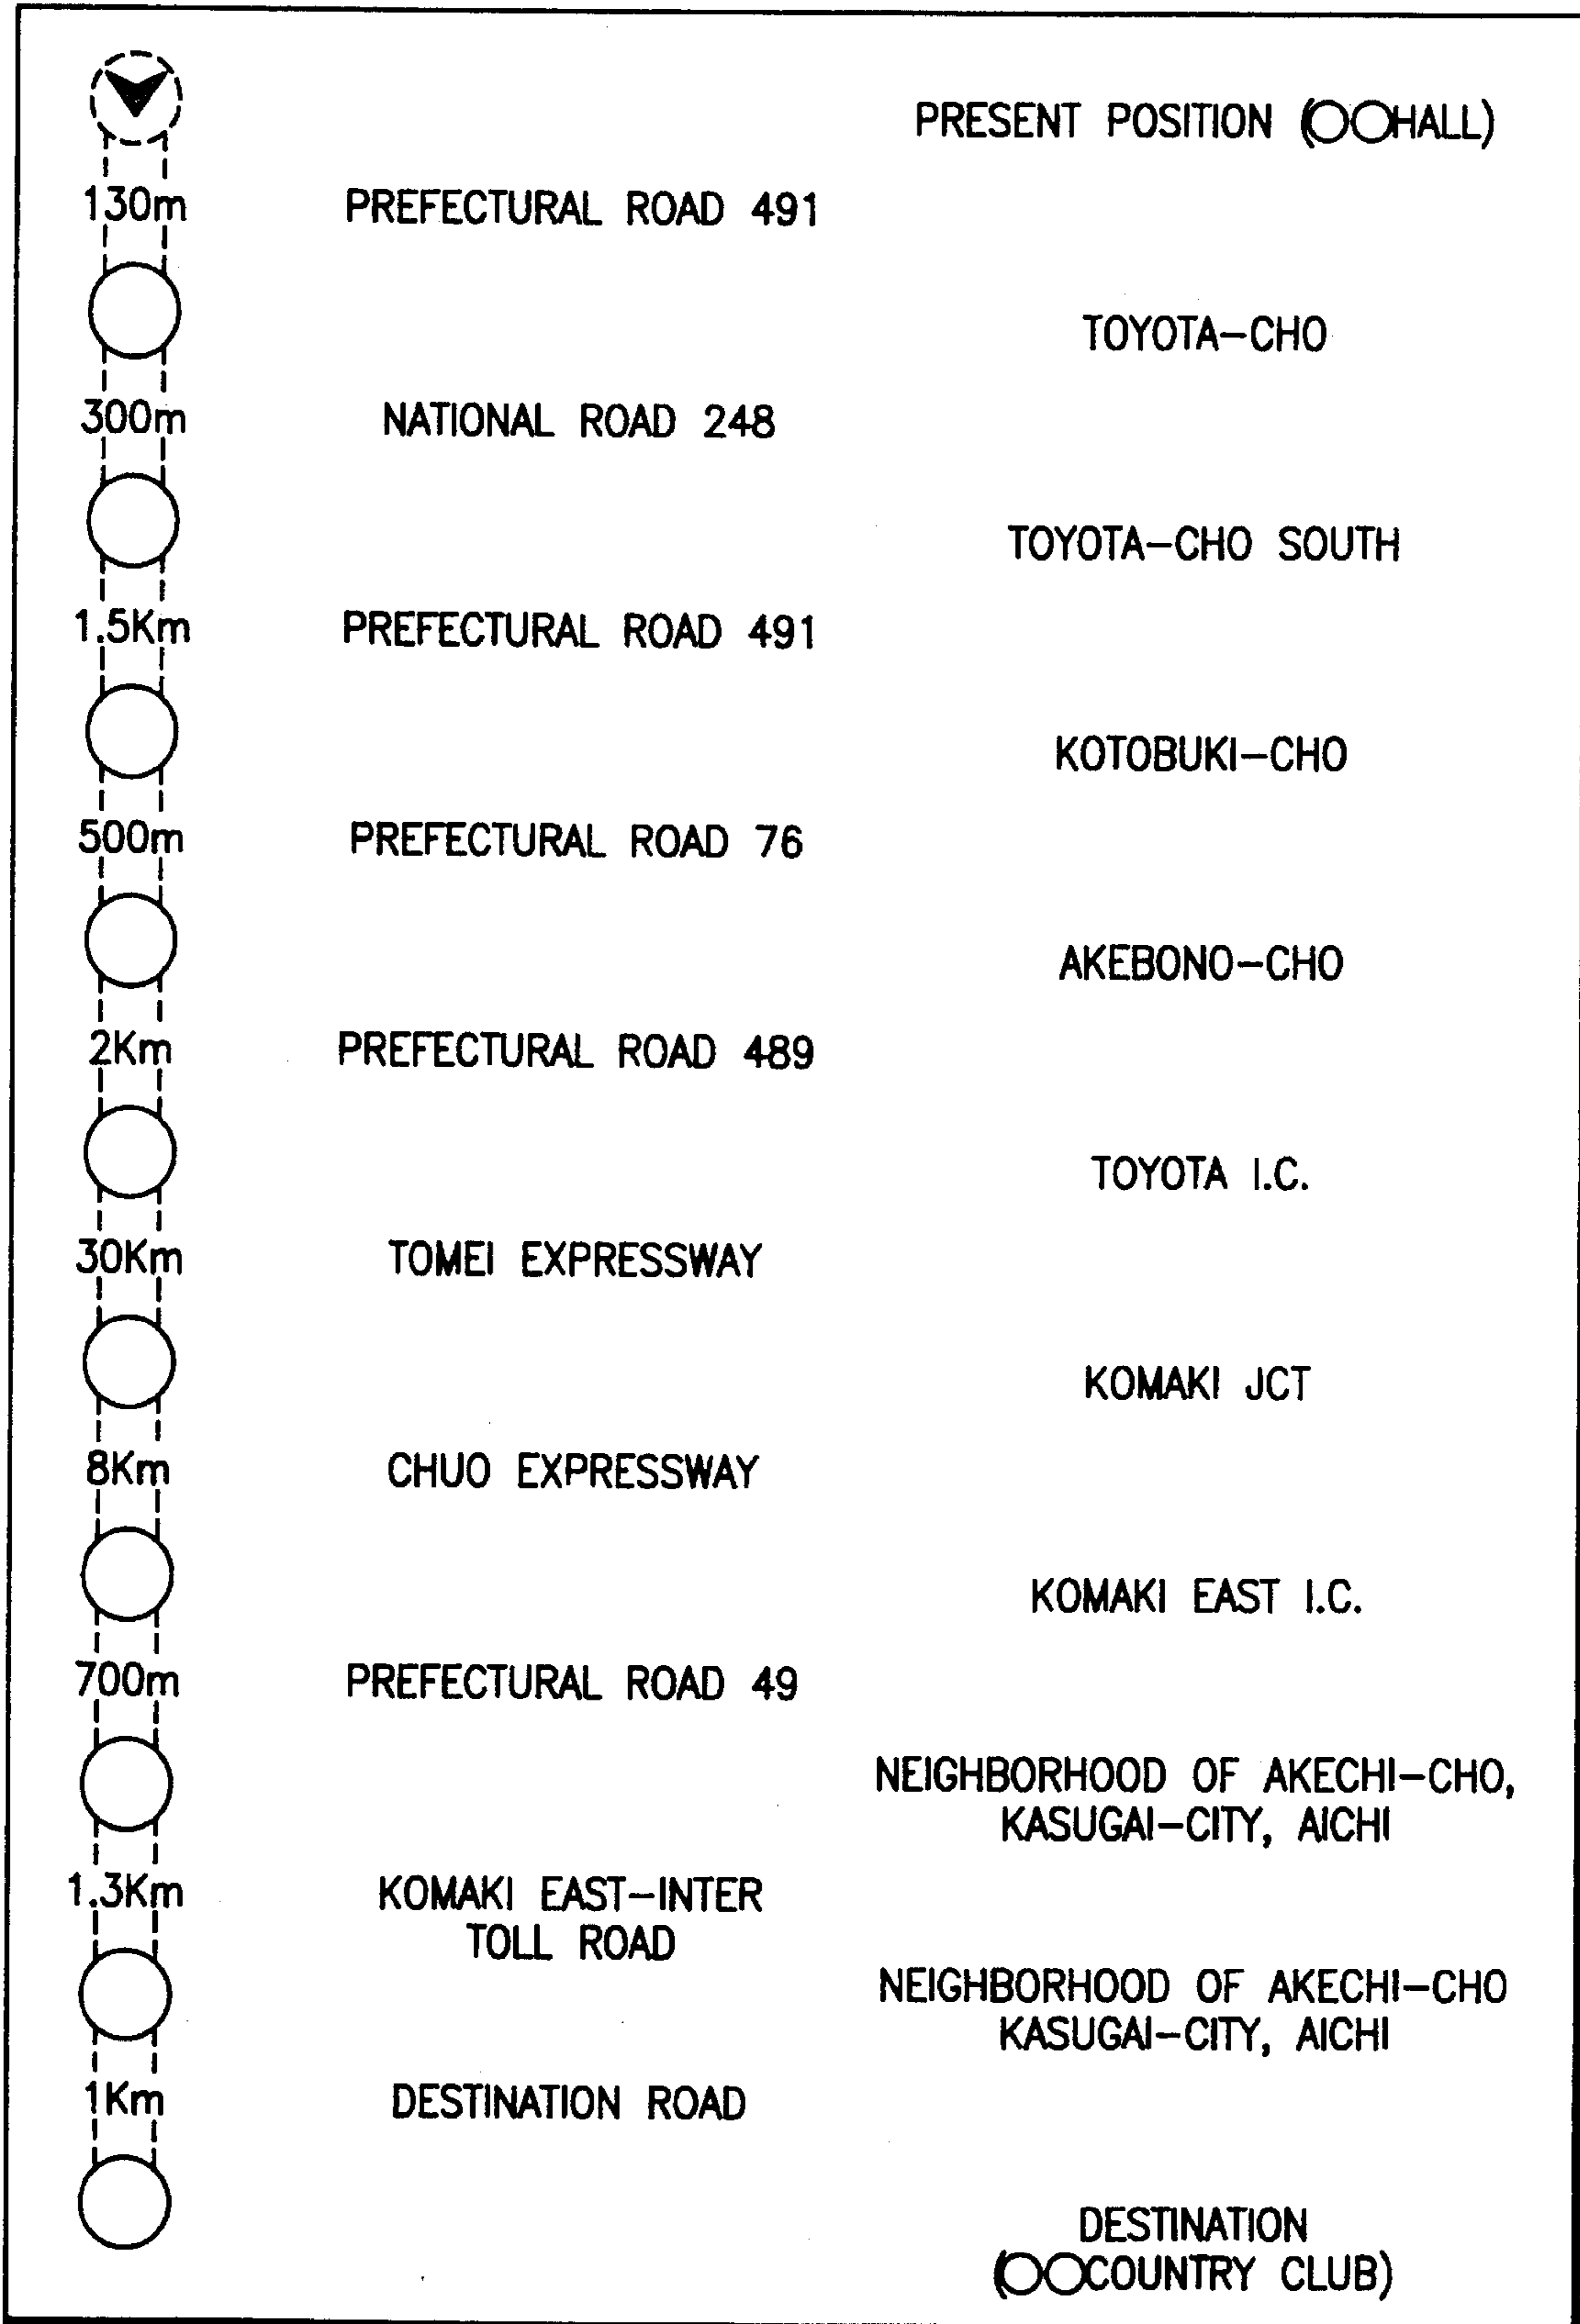 PRESENT POSITION (○○HALL)
130m PREFECTURAL ROAD 491
TOYOTA-CHO
300m NATIONAL ROAD 248
TOYOTA-CHO SOUTH
1.5Km PREFECTURAL ROAD 491
KOTOBUKI-CHO
500m PREFECTURAL ROAD 76
AKEBONO-CHO
2Km PREFECTURAL ROAD 489
TOYOTA I.C.
30Km TOMEI EXPRESSWAY
KOMAKI JCT
8Km CHUO EXPRESSWAY
KOMAKI EAST I.C.
700m PREFECTURAL ROAD 49
NEIGHBORHOOD OF AKECHI-CHO,
KASUGAI-CITY, AICHI
1.3Km KOMAKI EAST-INTER
TOLL ROAD
NEIGHBORHOOD OF AKECHI-CHO
KASUGAI-CITY, AICHI
1Km DESTINATION ROAD
DESTINATION
(○○COUNTRY CLUB)